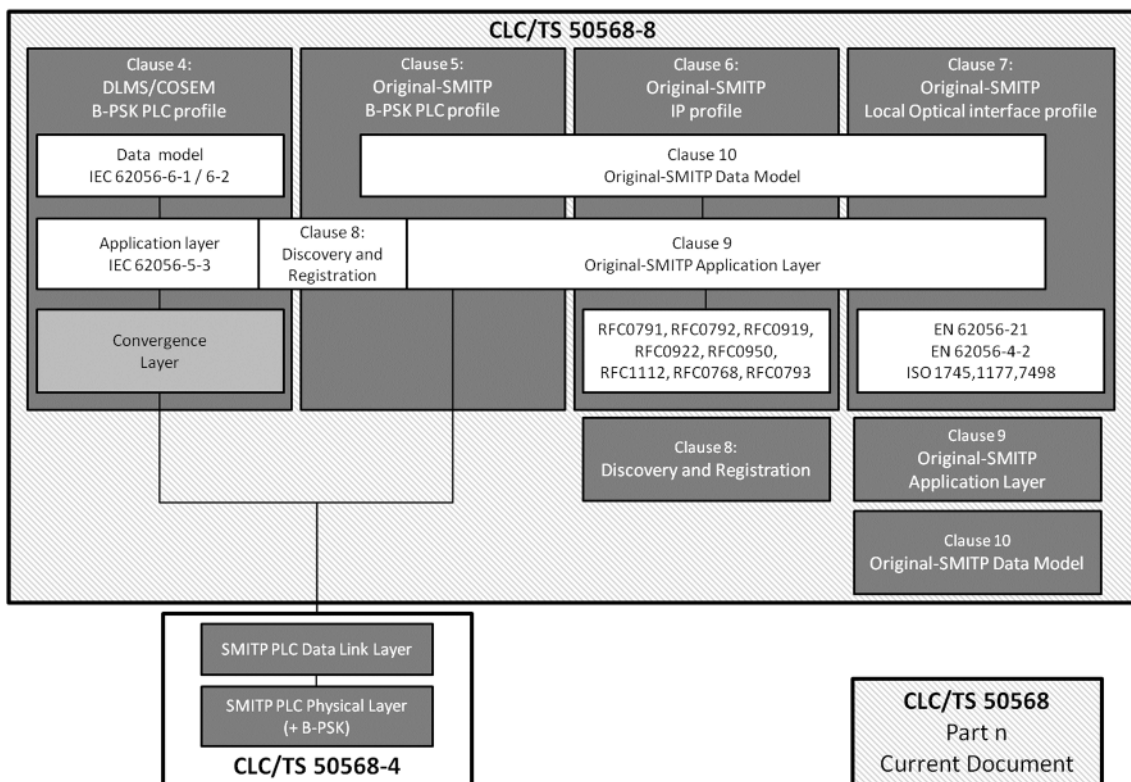 CLC/TS 50568-8
Clause 4:
DLMS/COSEM
B-PSK PLC profile
Clause 5:
Original-SMITP
B-PSK PLC profile
Clause 6:
Original-SMITP
IP profile
Clause 7:
Original-SMITP
Local Optical interface profile
Data model
IEC 62056-6-1 / 6-2
Clause 10
Original-SMITP Data Model
Application layer
IEC 62056-5-3
Clause 8:
Discovery and
Registration
Clause 9
Original-SMITP Application Layer
Convergence
Layer
RFC0791, RFC0792, RFC0919,
RFC0922, RFC0950,
RFC1112, RFC0768, RFC0793
EN 62056-21
EN 62056-4-2
ISO 1745,1177,7498
Clause 8:
Discovery and Registration
Clause 9
Original-SMITP
Application Layer
Clause 10
Original-SMITP Data Model
SMITP PLC Data Link Layer
SMITP PLC Physical Layer
(+ B-PSK)
CLC/TS 50568-4
CLC/TS 50568
Part n
Current Document